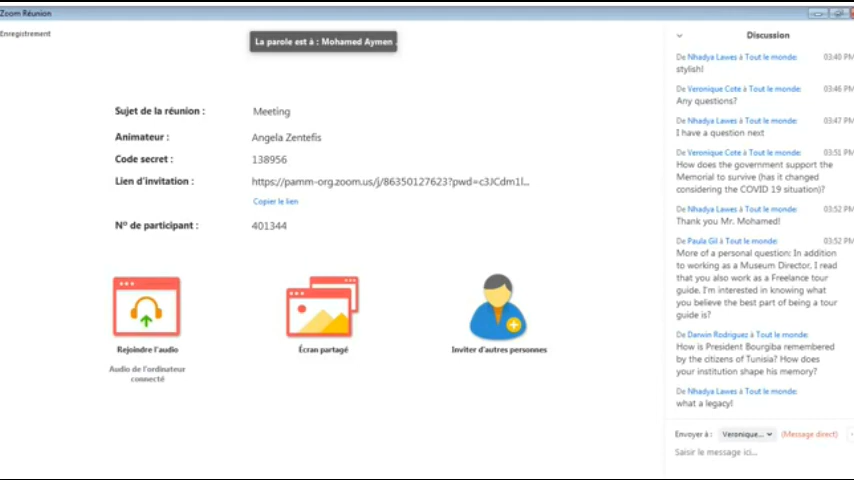 Zoom Réunion
Enregistrement
La parole est à : Mohamed Aymen
Sujet de la réunion : Meeting
Animateur : Angela Zentefis
Code secret : 138956
Lien d'invitation : https://pamm-org.zoom.us/j/86350127623?pwd=c3JCdm1l...
Copier le lien
N° de participant : 401344
Rejoindre l'audio
Audio de l'ordinateur
connecté
Écran partagé
Inviter d'autres personnes
Discussion
De Nhadya Lawes à Tout le monde: 03:40 PM
stylish!
De Veronique Cote à Tout le monde: 03:46 PM
Any questions?
De Nhadya Lawes à Tout le monde: 03:47 PM
I have a question next
De Veronique Cote à Tout le monde: 03:51 PM
How does the government support the
Memorial to survive (has it changed
considering the COVID 19 situation)?
De Nhadya Lawes à Tout le monde: 03:52 PM
Thank you Mr. Mohamed!
De Paula Gil à Tout le monde: 03:52 PM
More of a personal question: In addition
to working as a Museum Director, I read
that you also work as a Freelance tour
guide. I'm interested in knowing what
you believe the best part of being a tour
guide is?
De Darwin Rodriguez à Tout le monde:
How is President Bourgiba remembered
by the citizens of Tunisia? How does
your institution shape his memory?
De Nhadya Lawes à Tout le monde:
what a legacy!
Envoyer à : Veronique... (Message direct)
Saisir le message ici...